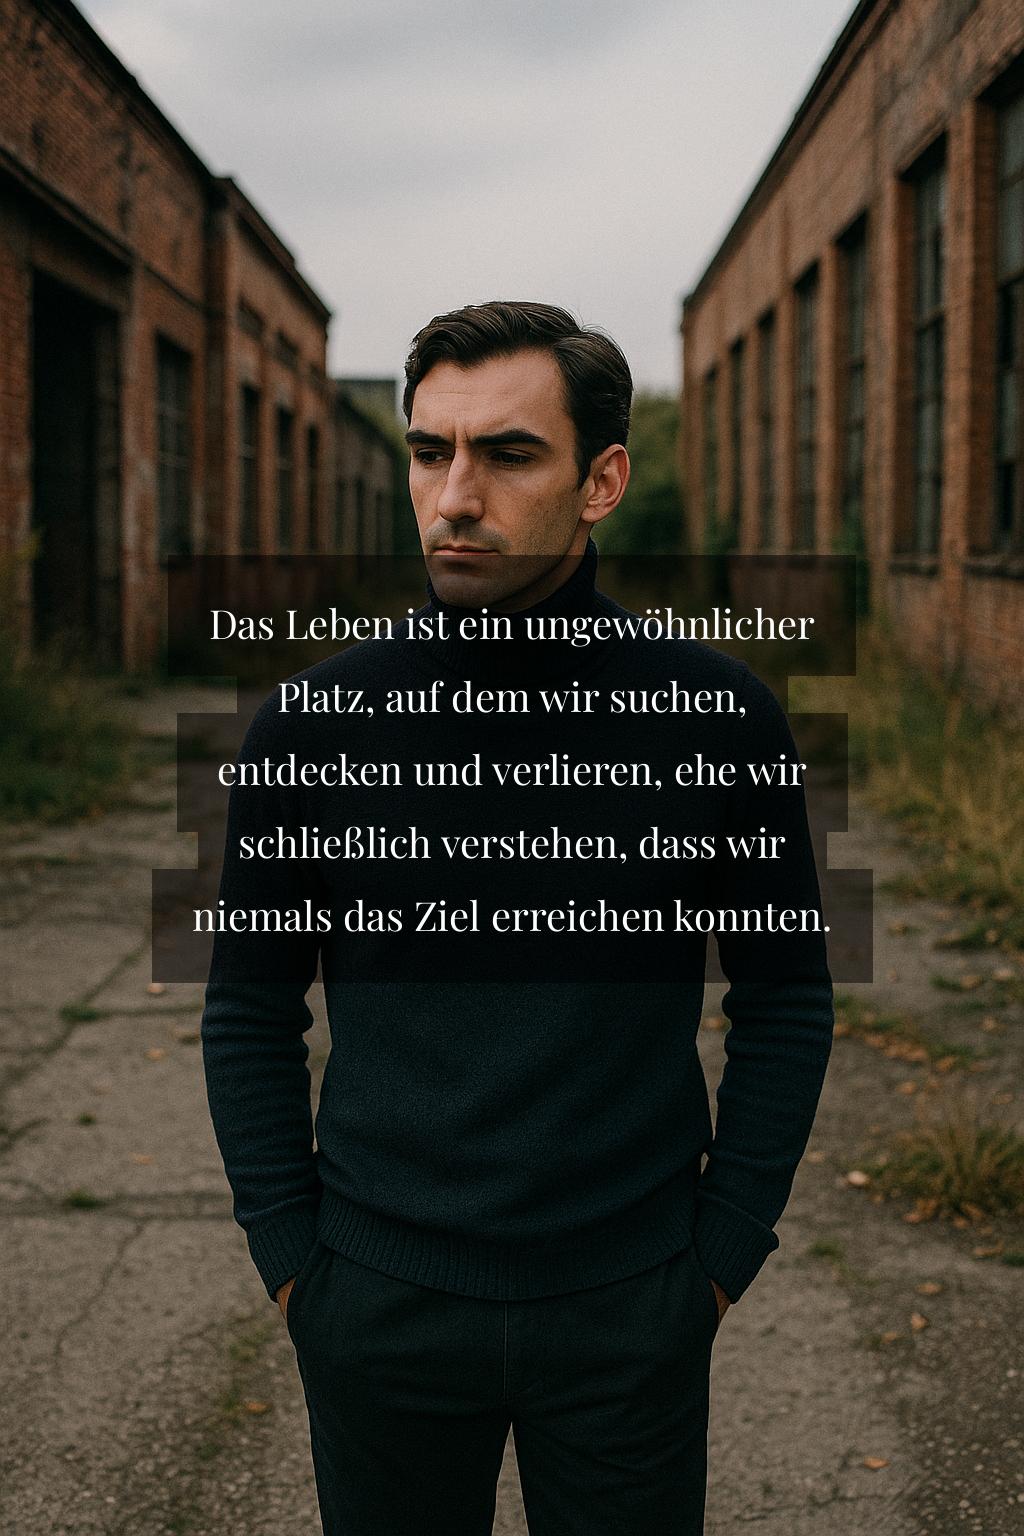 Das Leben ist ein ungewöhnlicher
Platz, auf dem wir suchen,
entdecken und verlieren, ehe wir
schließlich verstehen, dass wir
niemals das Ziel erreichen konnten.